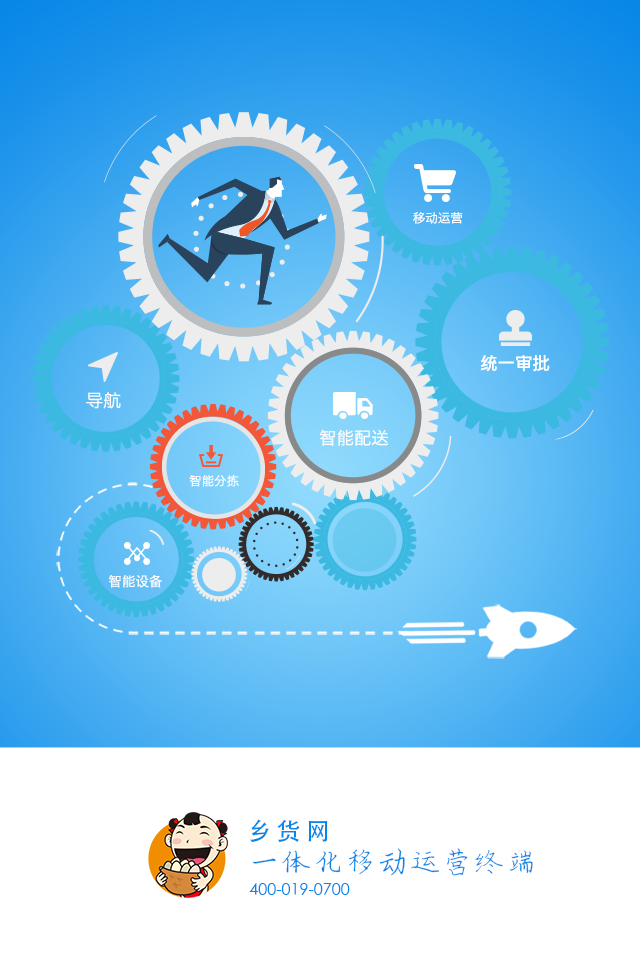 移动运营
统一审批
导航
智能配送
智能分拣
智能设备
乡货网
一体化移动运营终端
400-019-0700